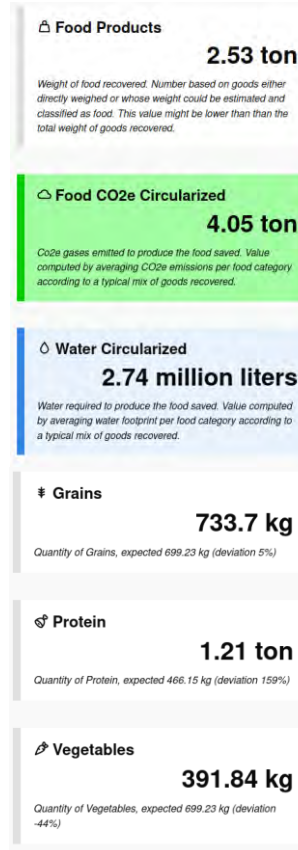 Food Products
2.53 ton
Weight of food recovered. Number based on goods either
directly weighed or whose weight could be estimated and
classified as food. This value might be lower than than the
total weight of goods recovered.
Food CO2e Circularized
4.05 ton
Co2e gases emitted to produce the food saved. Value
computed by averaging CO2e emissions per food category
according to a typical mix of goods recovered.
Water Circularized
2.74 million liters
Water required to produce the food saved. Value computed
by averaging water footprint per food category according to
a typical mix of goods recovered.
Grains
733.7 kg
Quantity of Grains, expected 699.23 kg (deviation 5%)
Protein
1.21 ton
Quantity of Protein, expected 466.15 kg (deviation 159%)
Vegetables
391.84 kg
Quantity of Vegetables, expected 699.23 kg (deviation
-44%)